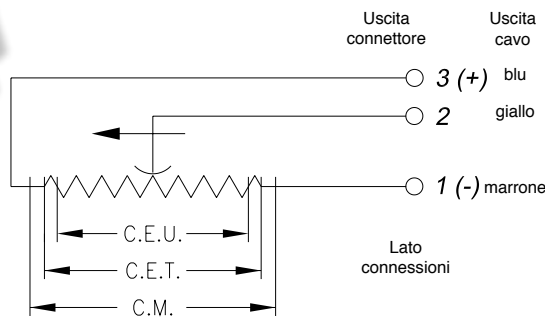 Uscita
connettore
Uscita
cavo
3 (+) blu
2 giallo
1 (-) marrone
C.E.U.
C.E.T.
C.M.
Lato
connessioni